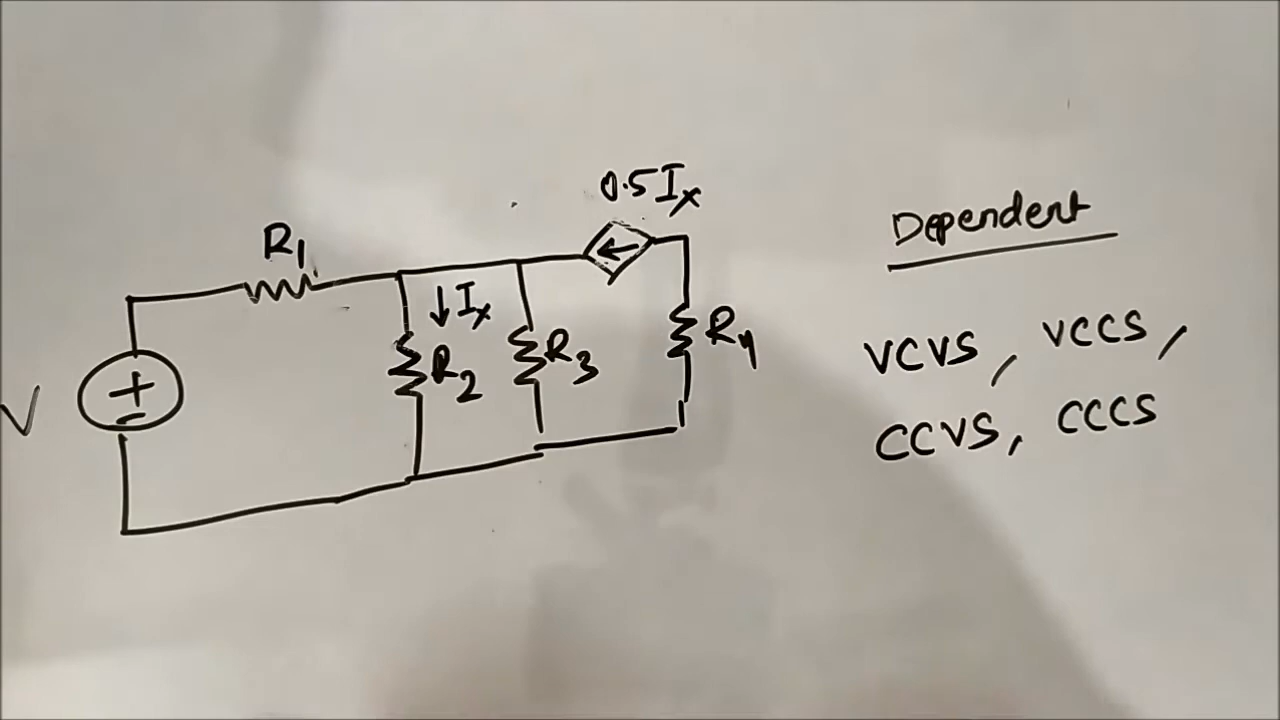 0.5Ix
R1
Ix
R2
R3
R4
V
+
-
Dependent
VCVS, VCCS,
CCVS, CCCS